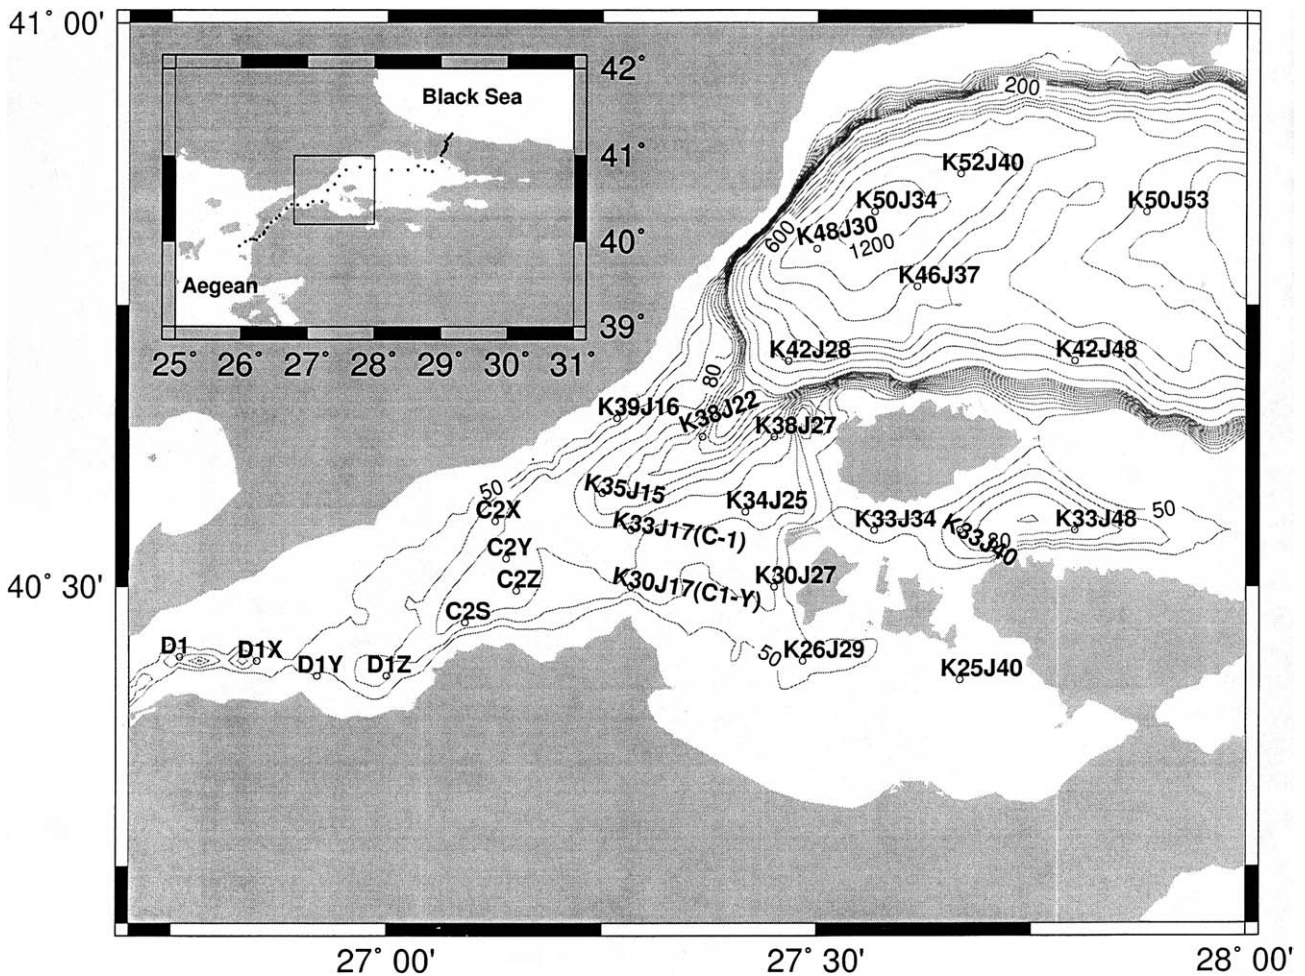 41° 00'
42°
Black Sea
200
41°
K52J40
K50J34
K50J53
600
K48J30
1200
40°
K46J37
Aegean
39°
25° 26° 27° 28° 29° 30° 31°
K42J28
K42J48
80
K39J16
K38J22
K38J27
50
K35J15
K34J25
C2X
K33J17(C-1)
K33J34
K33J40
80
K33J48
50
C2Y
40° 30'
C2Z
K30J17(C1-Y)
K30J27
C2S
D1
D1X
D1Y
D1Z
50
K26J29
K25J40
27° 00'
27° 30'
28° 00'